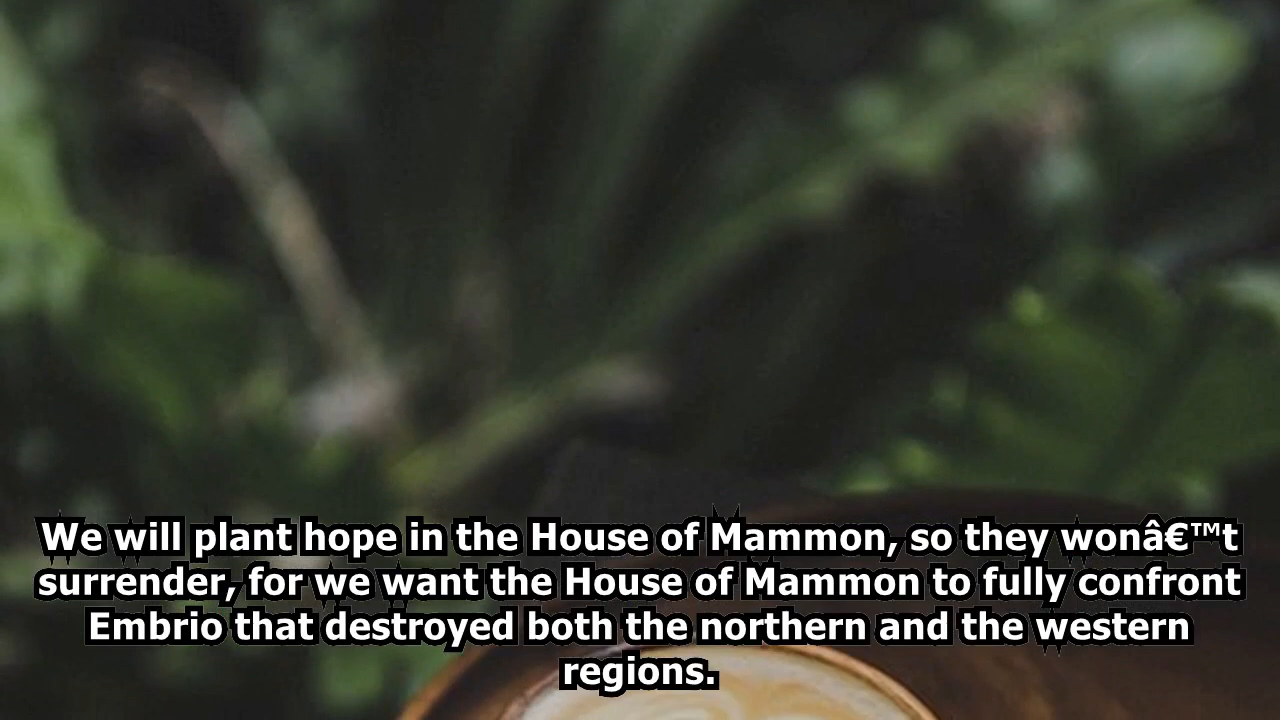 We will plant hope in the House of Mammon, so they wonâ€™t
surrender, for we want the House of Mammon to fully confront
Embrio that destroyed both the northern and the western
regions.